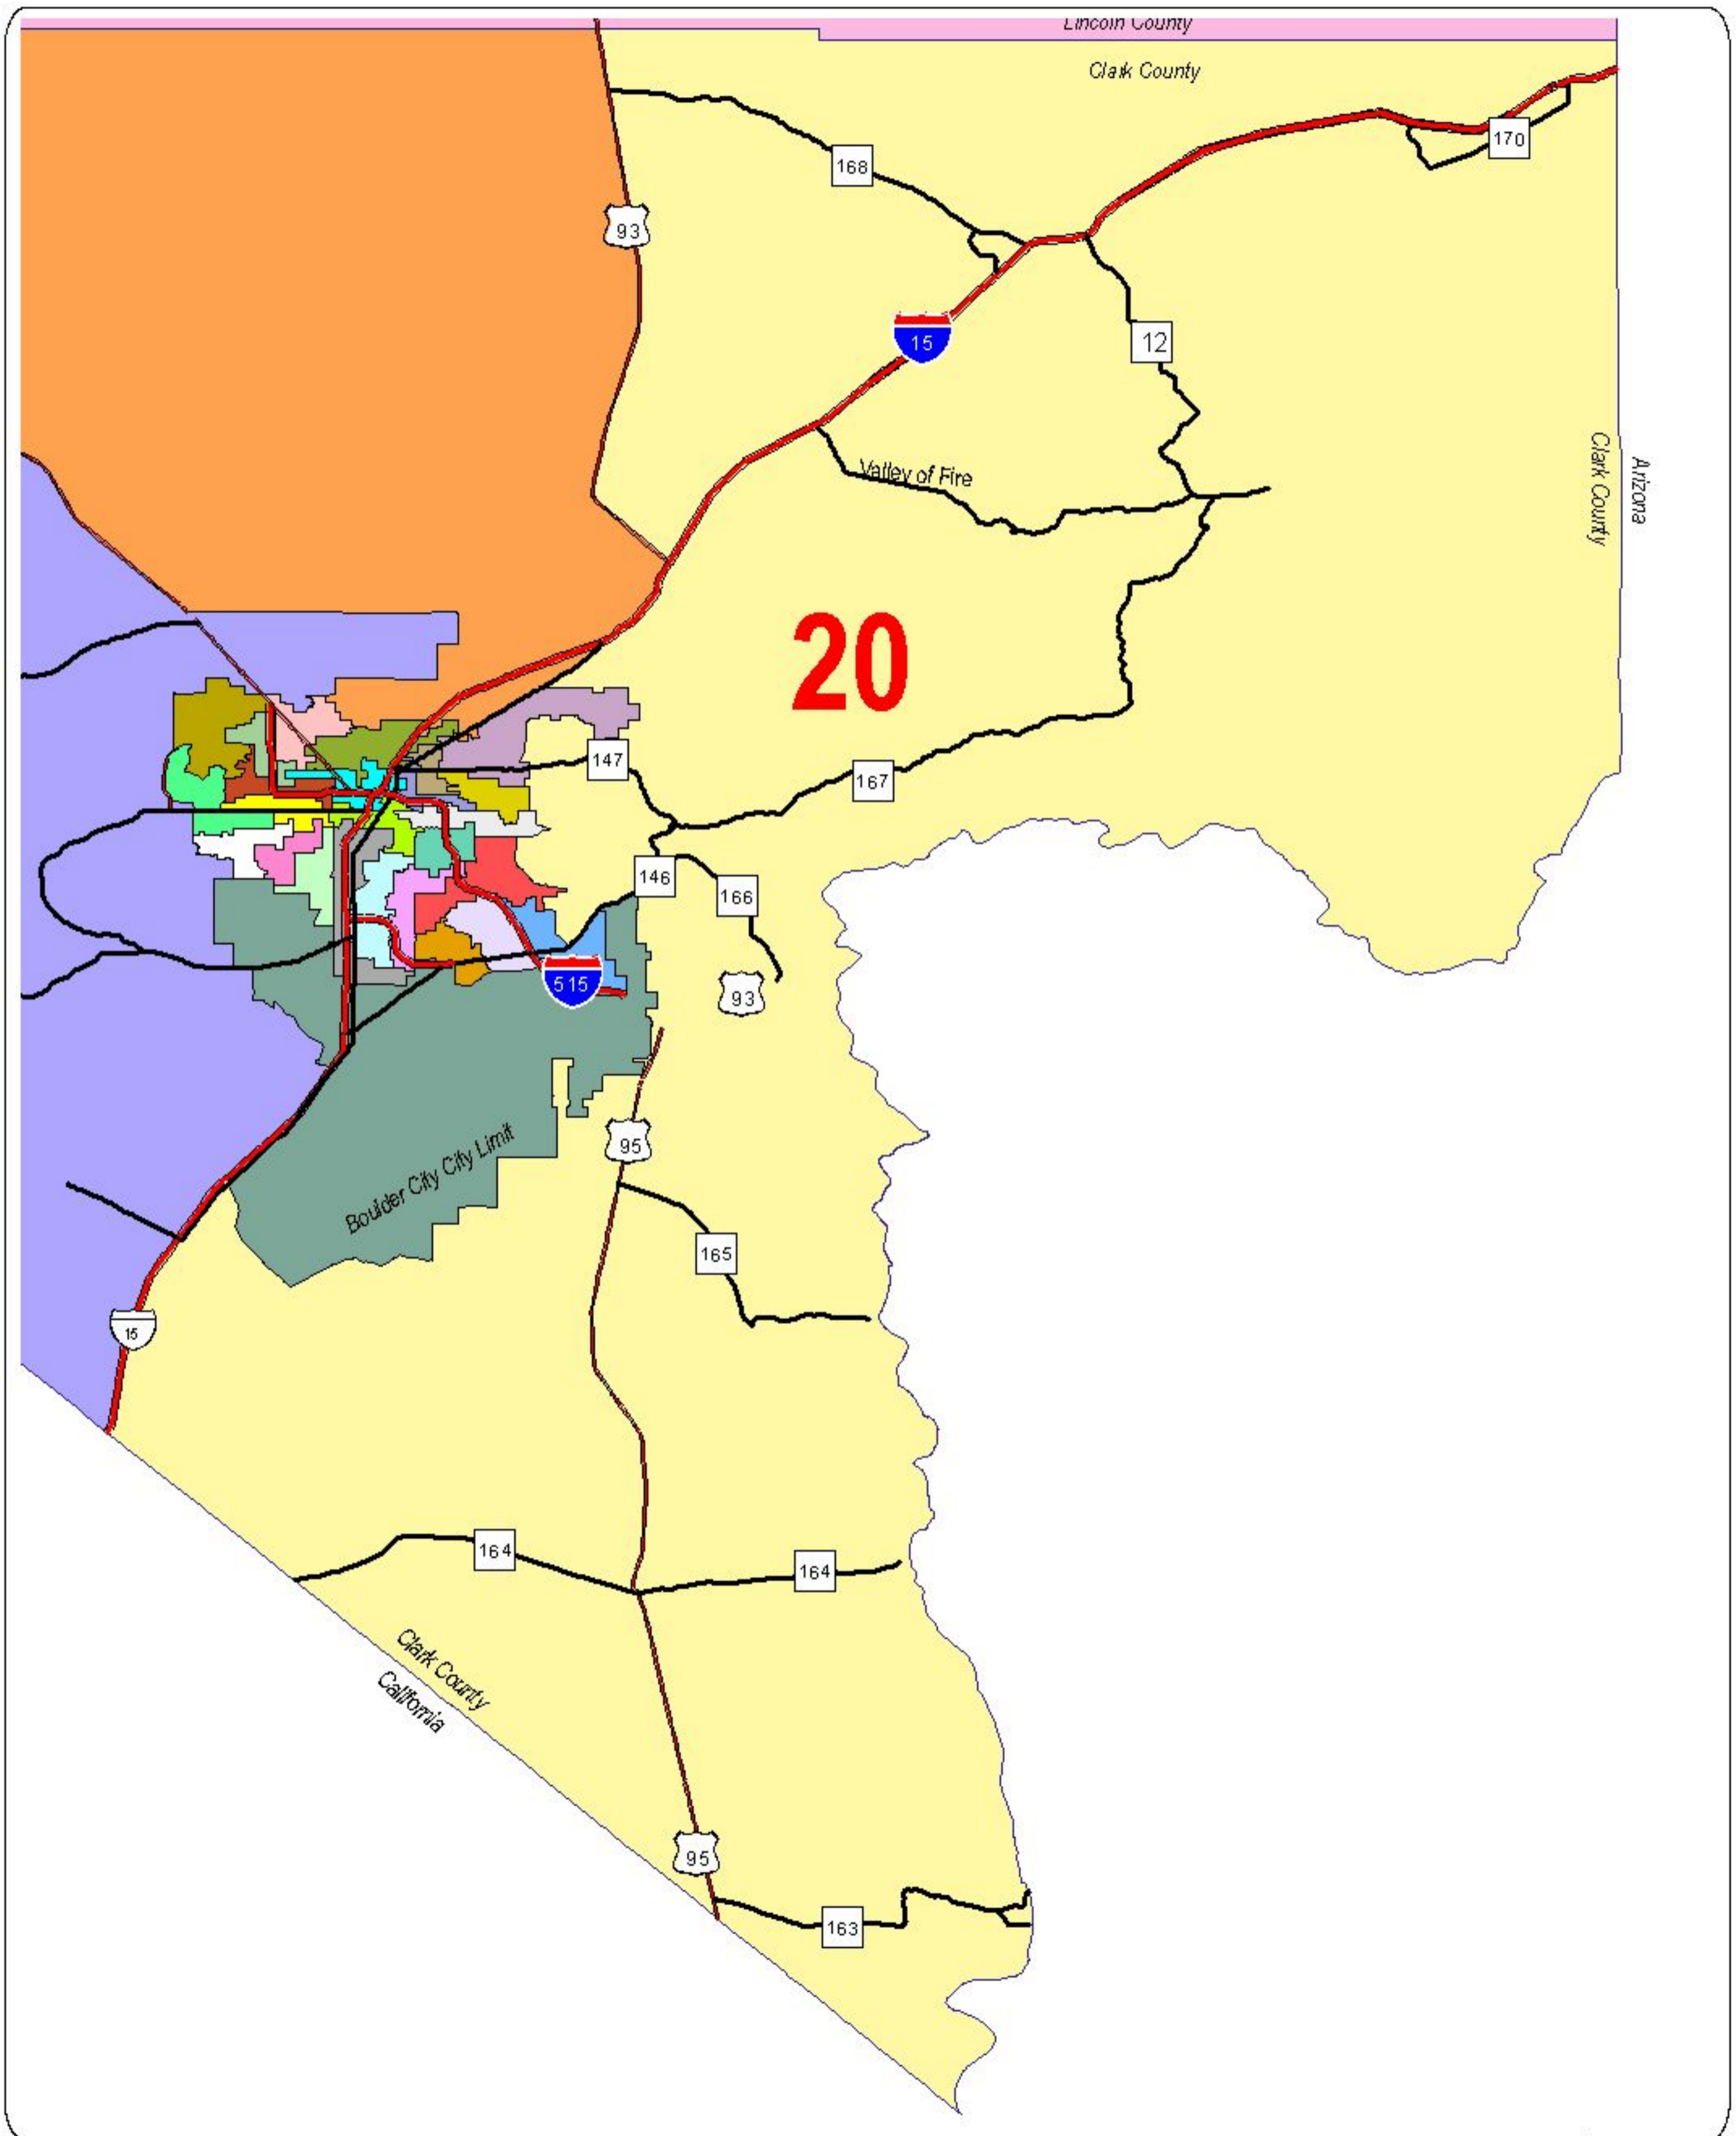 Lincoln County
Clark County
170
168
93
15
12
Valley of Fire
Clark County
Arizona
20
147
167
146
166
515
93
95
Boulder City City Limit
165
15
164
164
Clark County
California
95
163